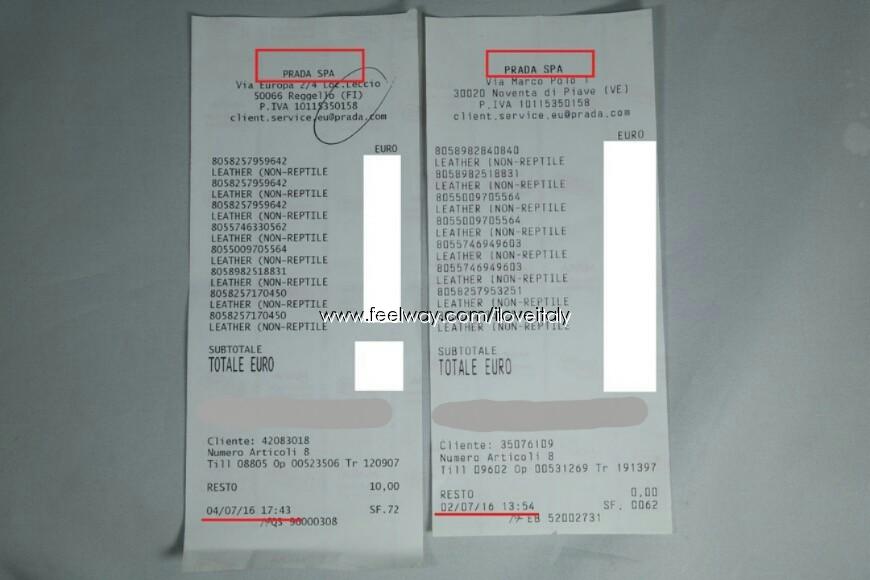 PRADA SPA
Via Europa 2/4 Loc.Leccio
50066 Reggello (FI)
P.IVA 10115350158
client.service.eu@prada.com
EURO
8058257959642
LEATHER (NON-REPTILE
8058257959642
LEATHER (NON-REPTILE
8058257959642
LEATHER (NON-REPTILE
8055746330562
LEATHER (NON-REPTILE
8055009705564
LEATHER (NON-REPTILE
8058982518831
LEATHER (NON-REPTILE
8058257170450
LEATHER (NON-REPTILE
8058257170450
LEATHER (NON-REPTILE
SUBTOTALE
TOTALE EURO
Cliente: 42083018
Numero Articoli 8
Till 08805 Op 00523506 Tr 120907
RESTO 10,00
04/07/16 17:43 SF.72
90000308
PRADA SPA
Via Marco Polo 1
30020 Noventa di Piave (VE)
P.IVA 10115350158
client.service.eu@prada.com
EURO
8058982840840
LEATHER (NON-REPTILE
8058982518831
LEATHER (NON-REPTILE
8055009705564
LEATHER (NON-REPTILE
8055009705564
LEATHER (NON-REPTILE
8055746949603
LEATHER (NON-REPTILE
8055746949603
LEATHER (NON-REPTILE
8058257953251
LEATHER (NON-REPTILE
LEATHER (NON-REPTILE
SUBTOTALE
TOTALE EURO
Cliente: 35076109
Numero Articoli 8
Till 09602 Op 00531269 Tr 191397
RESTO 0,00
02/07/16 13:54 SF. 0062
EB 52002731
www.feelway.com/iloveitaly